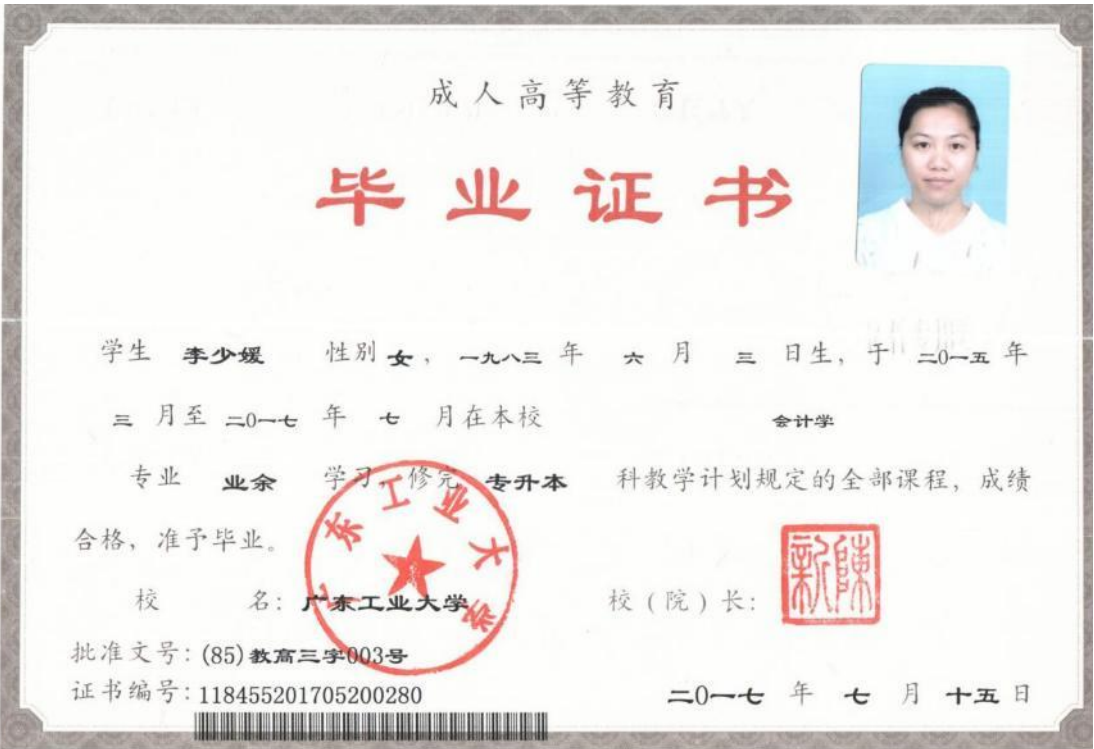 成人高等教育
毕业证书
学生 李少媛 性别 女， 一九八三 年 六 月 三 日生，于 二0一五 年
三 月至 二0一七 年 七 月在本校 会计学
专业 业余 学习，修完 专升本 科教学计划规定的全部课程，成绩
合格，准予毕业。
校 名：广东工业大学
校（院）长：
陈新
广东工业大学
批准文号：(85)教高三字003号
证书编号：118455201705200280
二0一七 年 七 月 十五 日